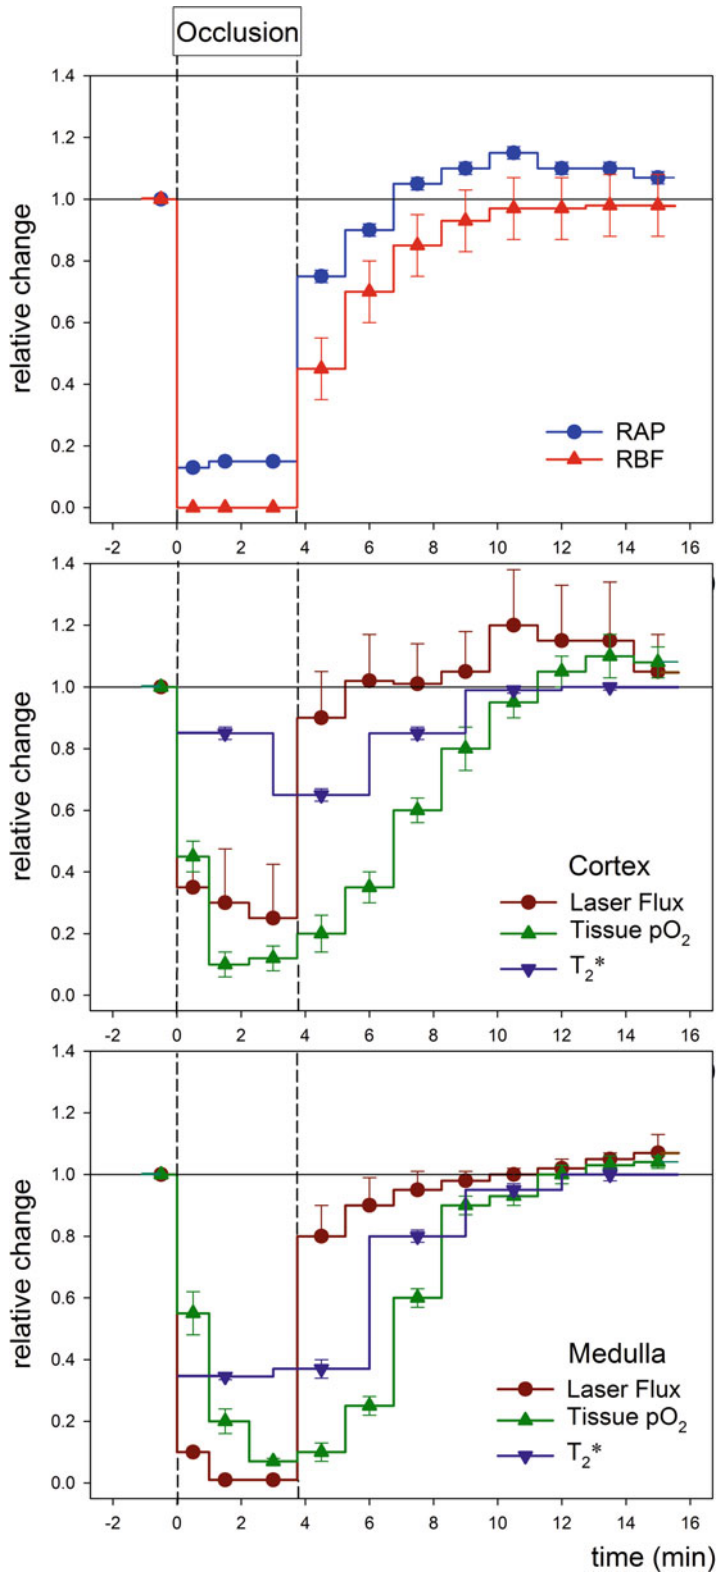 Occlusion
1.4
1.2
1.0
0.8
0.6
0.4
0.2
0.0
relative change
RAP
RBF
-2 0 2 4 6 8 10 12 14 16
1.4
1.2
1.0
0.8
0.6
0.4
0.2
0.0
relative change
Cortex
Laser Flux
Tissue pO₂
T₂*
-2 0 2 4 6 8 10 12 14 16
1.4
1.2
1.0
0.8
0.6
0.4
0.2
0.0
relative change
Medulla
Laser Flux
Tissue pO₂
T₂*
-2 0 2 4 6 8 10 12 14 16
time (min)